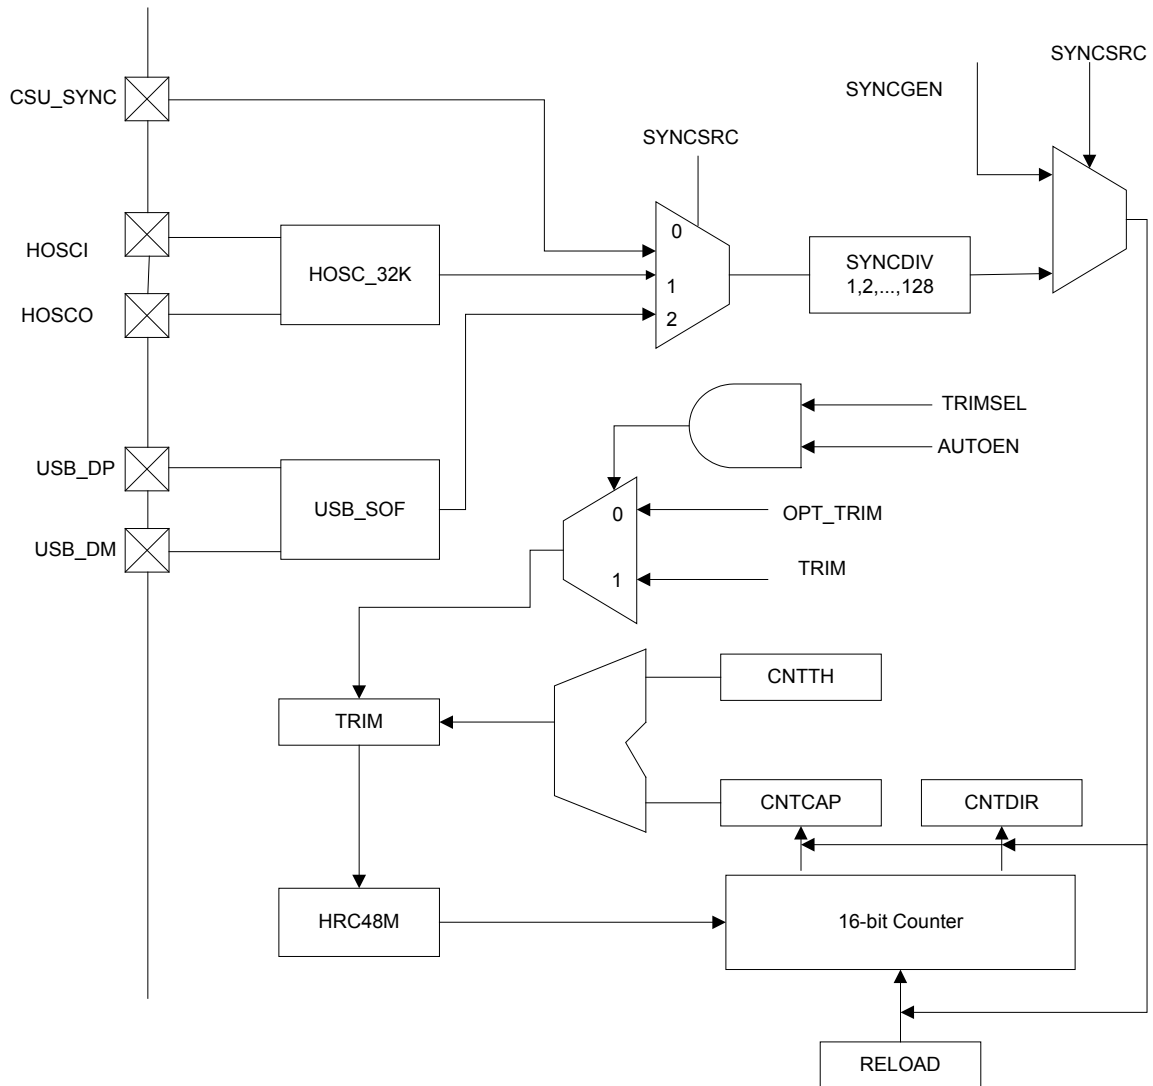 SYNCSRC
SYNCGEN
CSU_SYNC
SYNCSRC
0
HOSCI
HOSC_32K
1
SYNCDIV
1,2,...,128
HOSCO
2
TRIMSEL
AUTOEN
USB_DP
USB_SOF
0
OPT_TRIM
USB_DM
1
TRIM
CNTTH
TRIM
CNTCAP
CNTDIR
HRC48M
16-bit Counter
RELOAD